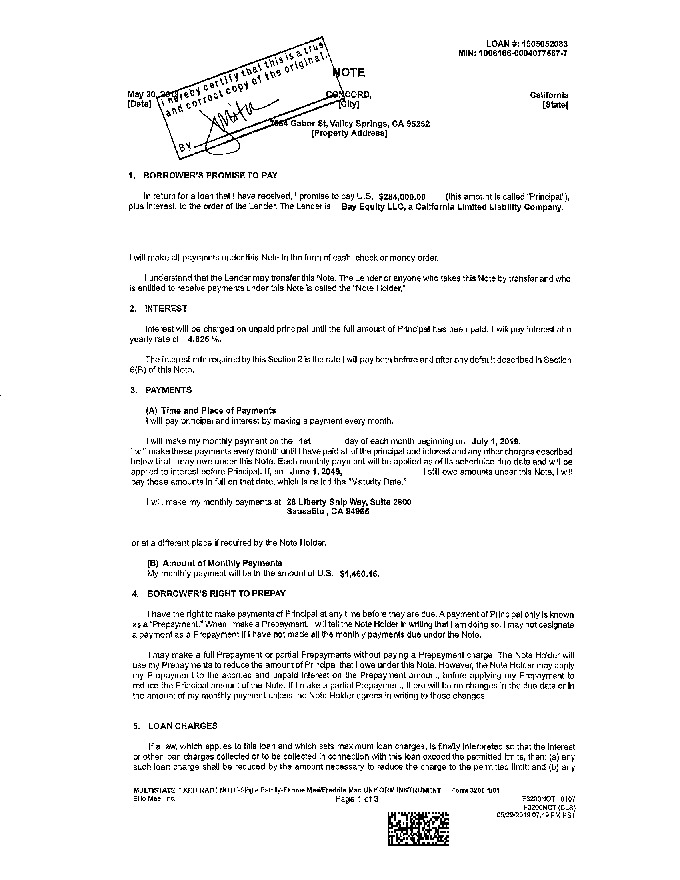 LOAN #: 1905052083
MIN: 1006166-0004077567-7
I hereby certify that this is a true
and correct copy of the original.
BY
NOTE
May 30, 2019
[Date]
CONCORD,
[City]
California
[State]
7664 Gabor St, Valley Springs, CA 95252
[Property Address]
1. BORROWER'S PROMISE TO PAY
In return for a loan that I have received, I promise to pay U.S. $284,000.00 (this amount is called "Principal"),
plus interest, to the order of the Lender. The Lender is Bay Equity LLC, a California Limited Liability Company.
I will make all payments under this Note in the form of cash, check or money order.
I understand that the Lender may transfer this Note. The Lender or anyone who takes this Note by transfer and who
is entitled to receive payments under this Note is called the "Note Holder."
2. INTEREST
Interest will be charged on unpaid principal until the full amount of Principal has been paid. I will pay interest at a
yearly rate of 4.625 %.
The interest rate required by this Section 2 is the rate I will pay both before and after any default described in Section
6(B) of this Note.
3. PAYMENTS
(A) Time and Place of Payments
I will pay principal and interest by making a payment every month.
I will make my monthly payment on the 1st day of each month beginning on July 1, 2019.
I will make these payments every month until I have paid all of the principal and interest and any other charges described
below that I may owe under this Note. Each monthly payment will be applied as of its scheduled due date and will be
applied to interest before Principal. If, on June 1, 2049, I still owe amounts under this Note, I will
pay those amounts in full on that date, which is called the "Maturity Date."
I will make my monthly payments at 28 Liberty Ship Way, Suite 2800
Sausalito, CA 94965
or at a different place if required by the Note Holder.
(B) Amount of Monthly Payments
My monthly payment will be in the amount of U.S. $1,460.16.
4. BORROWER'S RIGHT TO PREPAY
I have the right to make payments of Principal at any time before they are due. A payment of Principal only is known
as a "Prepayment." When I make a Prepayment, I will tell the Note Holder in writing that I am doing so. I may not designate
a payment as a Prepayment if I have not made all the monthly payments due under the Note.
I may make a full Prepayment or partial Prepayments without paying a Prepayment charge. The Note Holder will
use my Prepayments to reduce the amount of Principal that I owe under this Note. However, the Note Holder may apply
my Prepayment to the accrued and unpaid interest on the Prepayment amount, before applying my Prepayment to
reduce the Principal amount of the Note. If I make a partial Prepayment, there will be no changes in the due date or in
the amount of my monthly payment unless the Note Holder agrees in writing to those changes.
5. LOAN CHARGES
If a law, which applies to this loan and which sets maximum loan charges, is finally interpreted so that the interest
or other loan charges collected or to be collected in connection with this loan exceed the permitted limits, then: (a) any
such loan charge shall be reduced by the amount necessary to reduce the charge to the permitted limit; and (b) any
MULTISTATE FIXED RATE NOTE-Single Family-Fannie Mae/Freddie Mac UNIFORM INSTRUMENT Form 3200 1/01
Ellie Mae, Inc.
Page 1 of 3
F3200NOT 0107
F3200NOT (CLS)
05/29/2019 07:19 PM PST